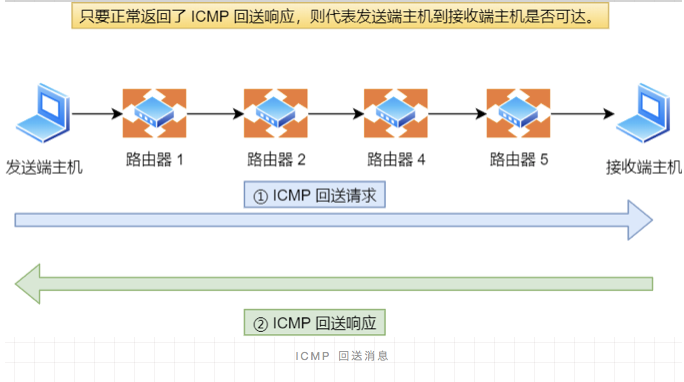 只要正常返回了 ICMP 回送响应，则代表发送端主机到接收端主机是否可达。
发送端主机
路由器 1
路由器 2
路由器 4
路由器 5
接收端主机
① ICMP 回送请求
② ICMP 回送响应
ICMP 回送消息